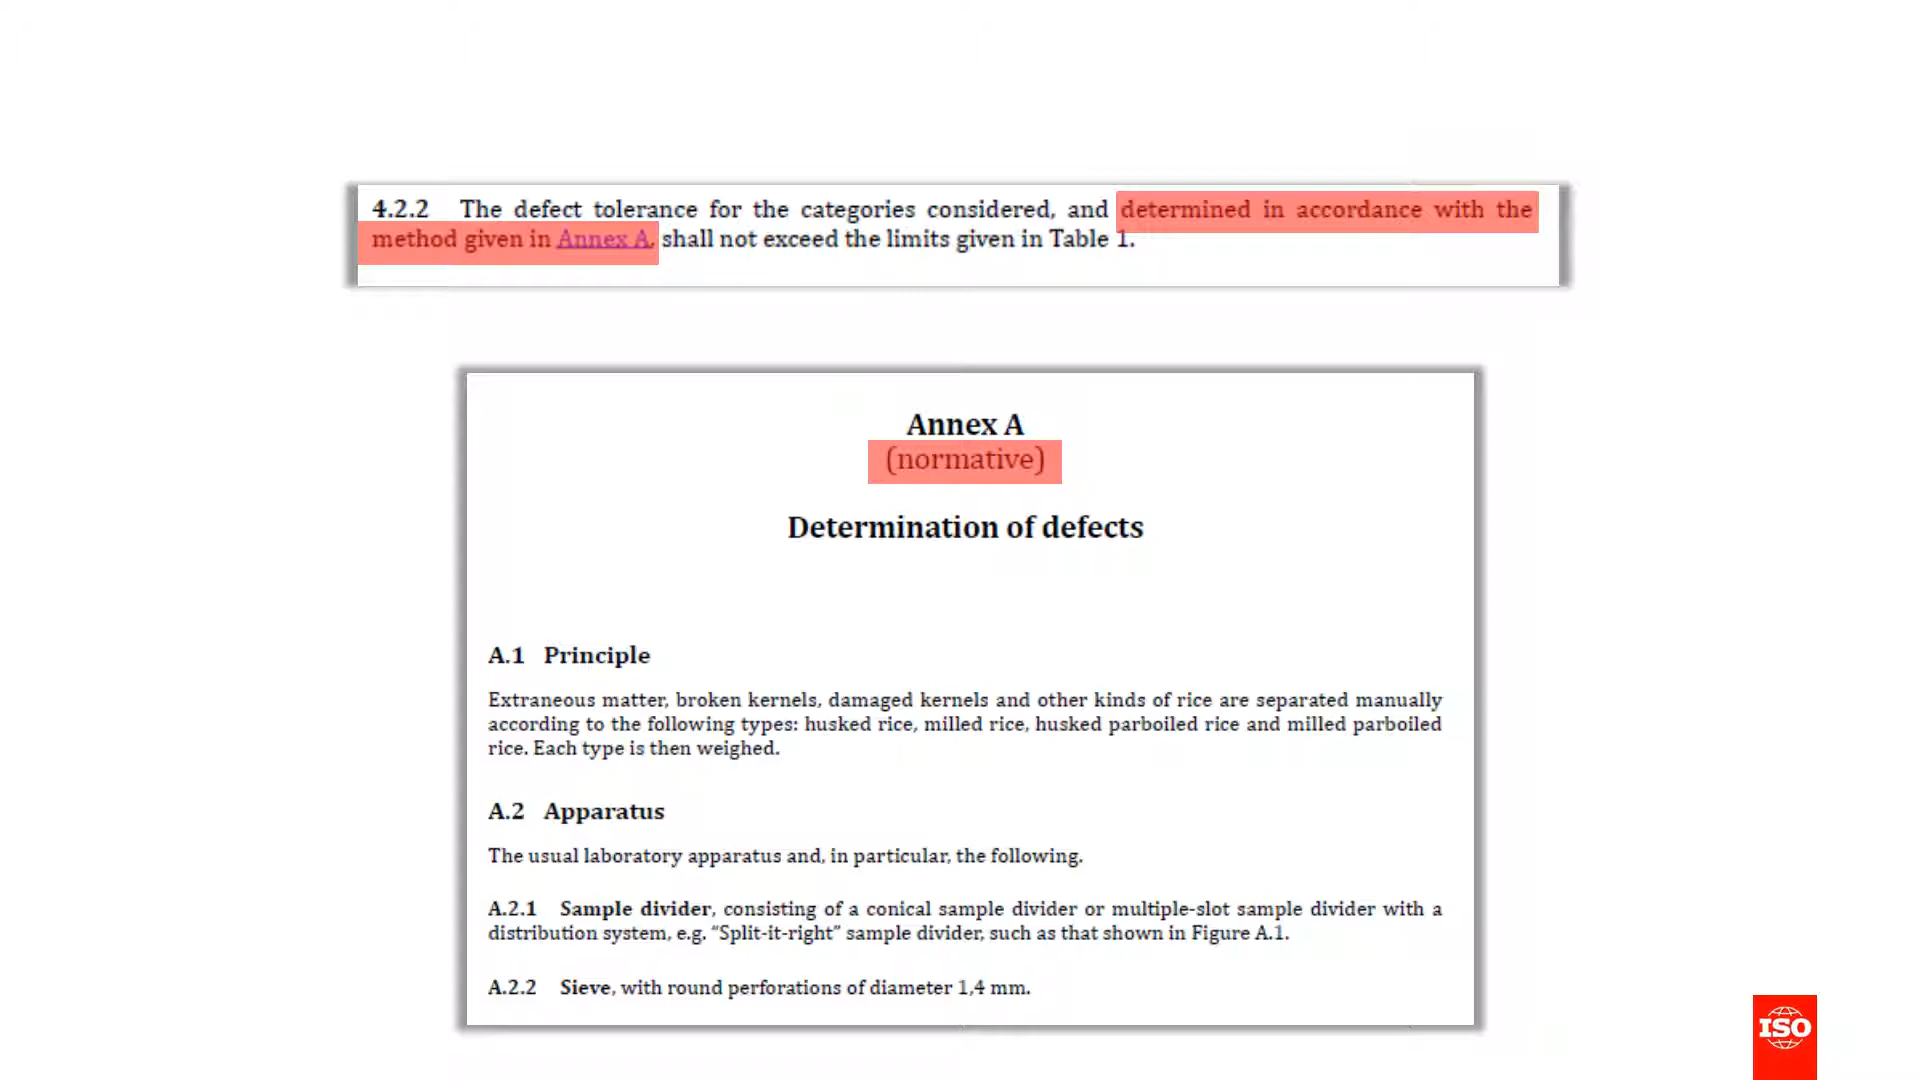 4.2.2 The defect tolerance for the categories considered, and determined in accordance with the
method given in Annex A, shall not exceed the limits given in Table 1.
Annex A
(normative)
Determination of defects
A.1 Principle
Extraneous matter, broken kernels, damaged kernels and other kinds of rice are separated manually
according to the following types: husked rice, milled rice, husked parboiled rice and milled parboiled
rice. Each type is then weighed.
A.2 Apparatus
The usual laboratory apparatus and, in particular, the following.
A.2.1 Sample divider, consisting of a conical sample divider or multiple-slot sample divider with a
distribution system, e.g. “Split-it-right” sample divider, such as that shown in Figure A.1.
A.2.2 Sieve, with round perforations of diameter 1,4 mm.
ISO